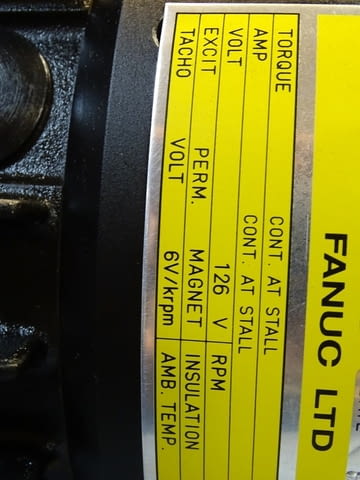 FANUC LTD
TORQUE CONT. AT STALL
AMP CONT. AT STALL
VOLT 126 V RPM
EXCIT PERM. MAGNET INSULATION
TACHO VOLT 6V/krpm AMB. TEMP.